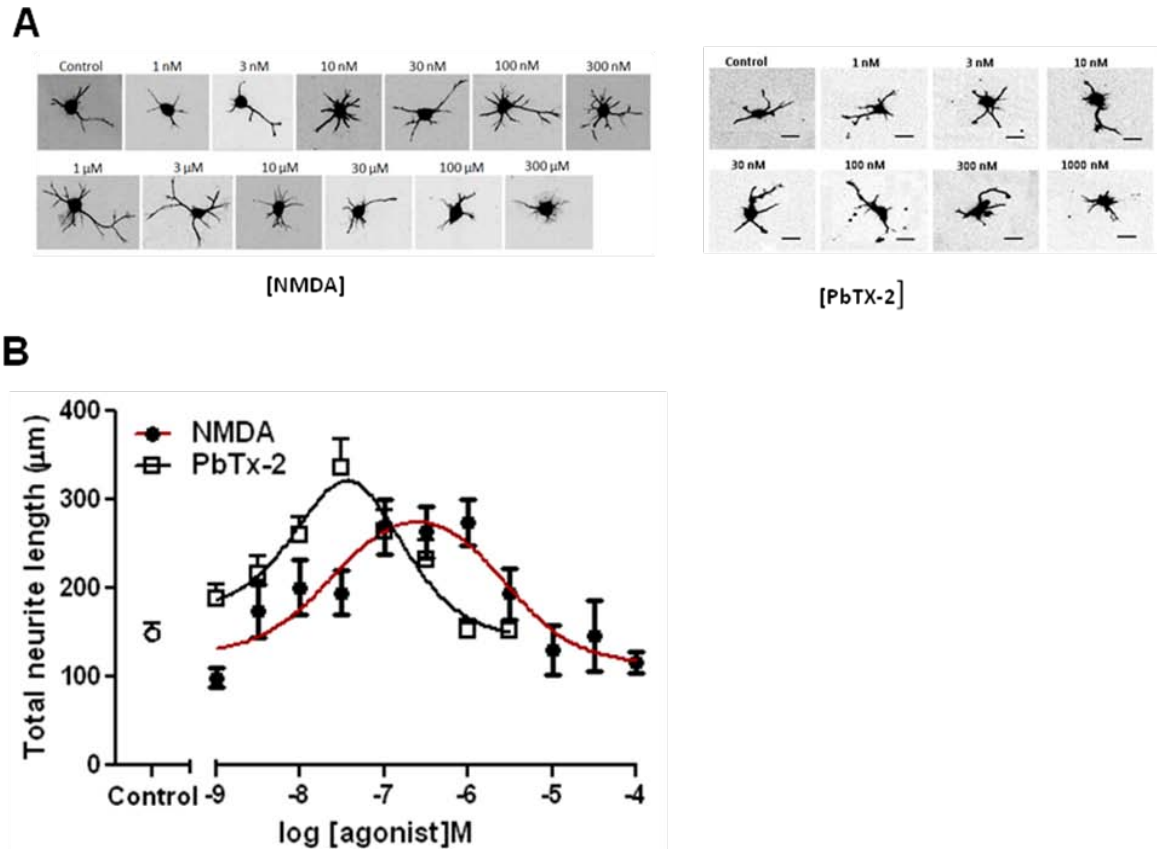 A
Control 1 nM 3 nM 10 nM 30 nM 100 nM 300 nM
1 μM 3 μM 10 μM 30 μM 100 μM 300 μM
[NMDA]
Control 1 nM 3 nM 10 nM
30 nM 100 nM 300 nM 1000 nM
[PbTX-2]
B
Total neurite length (μm)
400
300
200
100
0
NMDA
PbTx-2
Control -9 -8 -7 -6 -5 -4
log [agonist]M